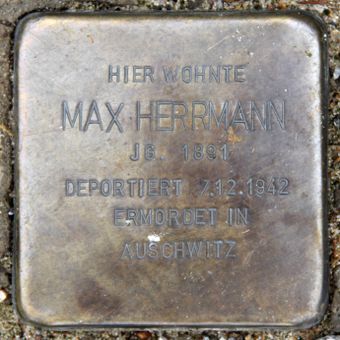 HIER WOHNTE
MAX HERRMANN
JG. 1891
DEPORTIERT 7.12.1942
ERMORDET IN
AUSCHWITZ